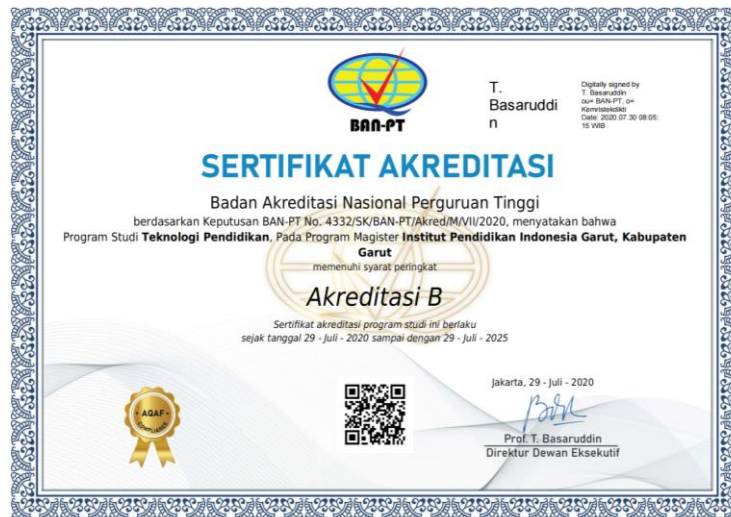 BAN-PT
T.
Basaruddi
n
Digitally signed by
T. Basaruddin
ou= BAN-PT, o=
Kemristekdikti
Date: 2020.07.30 08:05:
15 WIB
SERTIFIKAT AKREDITASI
Badan Akreditasi Nasional Perguruan Tinggi
berdasarkan Keputusan BAN-PT No. 4332/SK/BAN-PT/Akred/M/VII/2020, menyatakan bahwa
Program Studi Teknologi Pendidikan, Pada Program Magister Institut Pendidikan Indonesia Garut, Kabupaten
Garut
memenuhi syarat peringkat
Akreditasi B
Sertifikat akreditasi program studi ini berlaku
sejak tanggal 29 - Juli - 2020 sampai dengan 29 - Juli - 2025
Jakarta, 29 - Juli - 2020
AQAF
COMPLIANCE
Prof. T. Basaruddin
Direktur Dewan Eksekutif